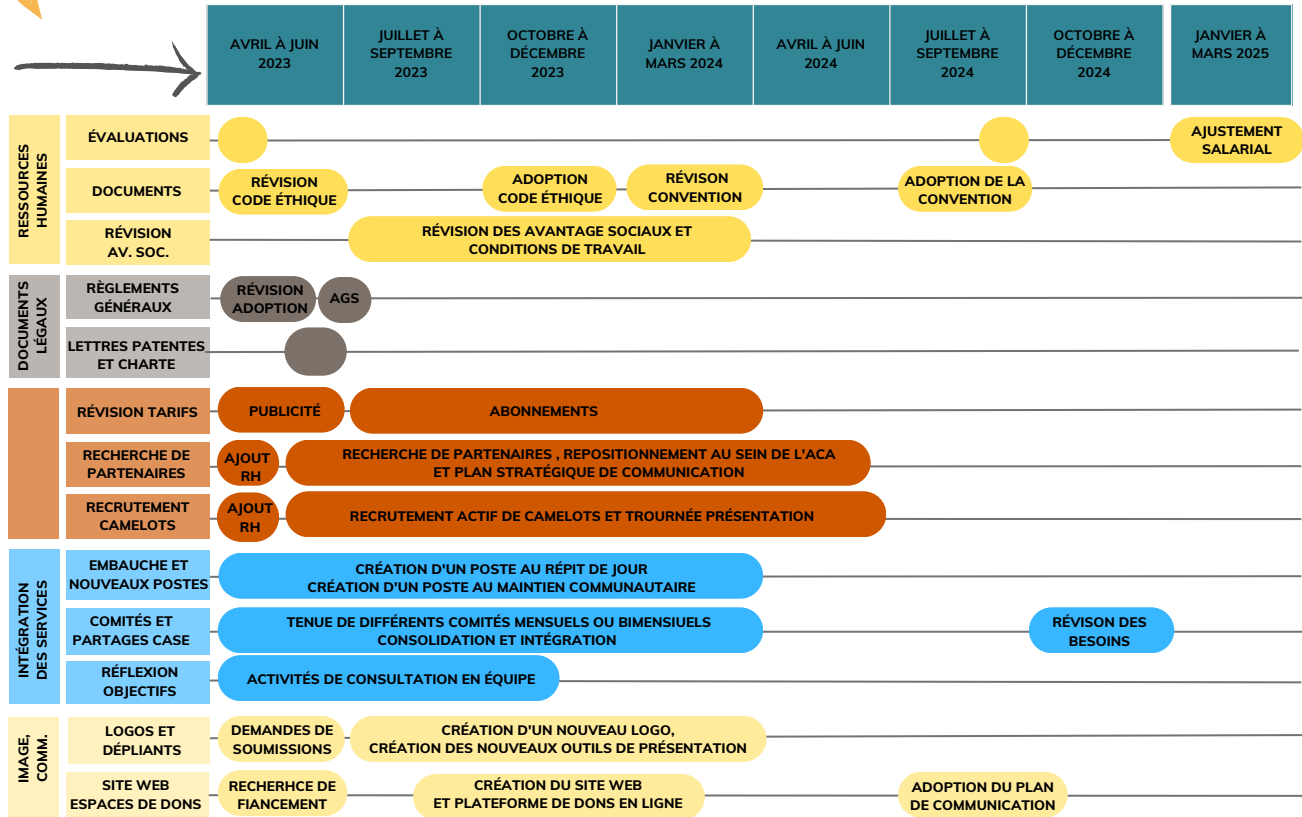 AVRIL À JUIN
2023
JUILLET À
SEPTEMBRE
2023
OCTOBRE À
DÉCEMBRE
2023
JANVIER À
MARS 2024
AVRIL À JUIN
2024
JUILLET À
SEPTEMBRE
2024
OCTOBRE À
DÉCEMBRE
2024
JANVIER À
MARS 2025
RESSOURCES
HUMAINES
ÉVALUATIONS
AJUSTEMENT
SALARIAL
DOCUMENTS
RÉVISION
CODE ÉTHIQUE
ADOPTION
CODE ÉTHIQUE
RÉVISON
CONVENTION
ADOPTION DE LA
CONVENTION
RÉVISION
AV. SOC.
RÉVISION DES AVANTAGE SOCIAUX ET
CONDITIONS DE TRAVAIL
DOCUMENTS
LÉGAUX
RÈGLEMENTS
GÉNÉRAUX
RÉVISION
ADOPTION
AGS
LETTRES PATENTES
ET CHARTE
RÉVISION TARIFS
PUBLICITÉ
ABONNEMENTS
RECHERCHE DE
PARTENAIRES
AJOUT
RH
RECHERCHE DE PARTENAIRES , REPOSITIONNEMENT AU SEIN DE L'ACA
ET PLAN STRATÉGIQUE DE COMMUNICATION
RECRUTEMENT
CAMELOTS
AJOUT
RH
RECRUTEMENT ACTIF DE CAMELOTS ET TROURNÉE PRÉSENTATION
INTÉGRATION
DES SERVICES
EMBAUCHE ET
NOUVEAUX POSTES
CRÉATION D'UN POSTE AU RÉPIT DE JOUR
CRÉATION D'UN POSTE AU MAINTIEN COMMUNAUTAIRE
COMITÉS ET
PARTAGES CASE
TENUE DE DIFFÉRENTS COMITÉS MENSUELS OU BIMENSIUELS
CONSOLIDATION ET INTÉGRATION
RÉVISON DES
BESOINS
RÉFLEXION
OBJECTIFS
ACTIVITÉS DE CONSULTATION EN ÉQUIPE
IMAGE,
COMM.
LOGOS ET
DÉPLIANTS
DEMANDES DE
SOUMISSIONS
CRÉATION D'UN NOUVEAU LOGO,
CRÉATION DES NOUVEAUX OUTILS DE PRÉSENTATION
SITE WEB
ESPACES DE DONS
RECHERHCE DE
FIANCEMENT
CRÉATION DU SITE WEB
ET PLATEFORME DE DONS EN LIGNE
ADOPTION DU PLAN
DE COMMUNICATION